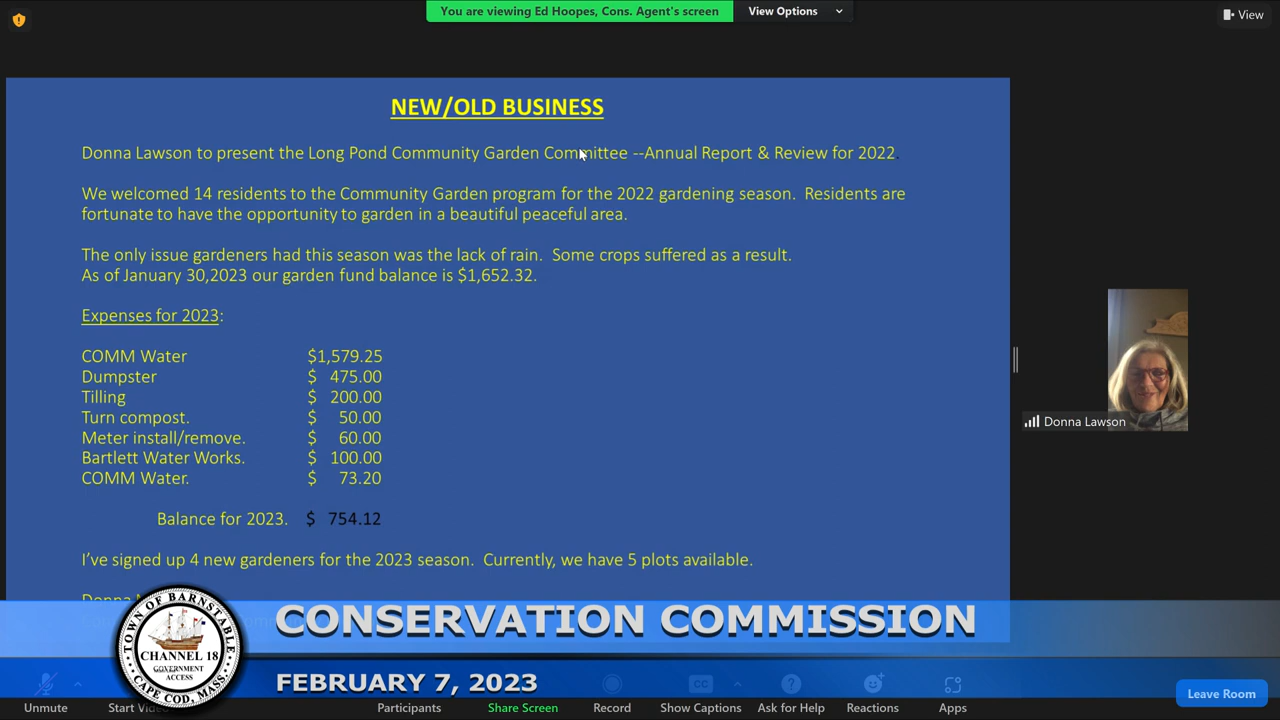 You are viewing Ed Hoopes, Cons. Agent's screen
View Options
View
NEW/OLD BUSINESS
Donna Lawson to present the Long Pond Community Garden Committee --Annual Report & Review for 2022.
We welcomed 14 residents to the Community Garden program for the 2022 gardening season. Residents are
fortunate to have the opportunity to garden in a beautiful peaceful area.
The only issue gardeners had this season was the lack of rain. Some crops suffered as a result.
As of January 30,2023 our garden fund balance is $1,652.32.
Expenses for 2023:
COMM Water $1,579.25
Dumpster $ 475.00
Tilling $ 200.00
Turn compost. $ 50.00
Meter install/remove. $ 60.00
Bartlett Water Works. $ 100.00
COMM Water. $ 73.20
Balance for 2023. $ 754.12
I've signed up 4 new gardeners for the 2023 season. Currently, we have 5 plots available.
Donna Lawson
Donna
CONSERVATION COMMISSION
FEBRUARY 7, 2023
TOWN OF BARNSTABLE
CHANNEL 18
GOVERNMENT
ACCESS
CAPE COD, MASS.
Unmute
Start Video
Participants
Share Screen
Record
CC
Show Captions
Ask for Help
Reactions
Apps
Leave Room